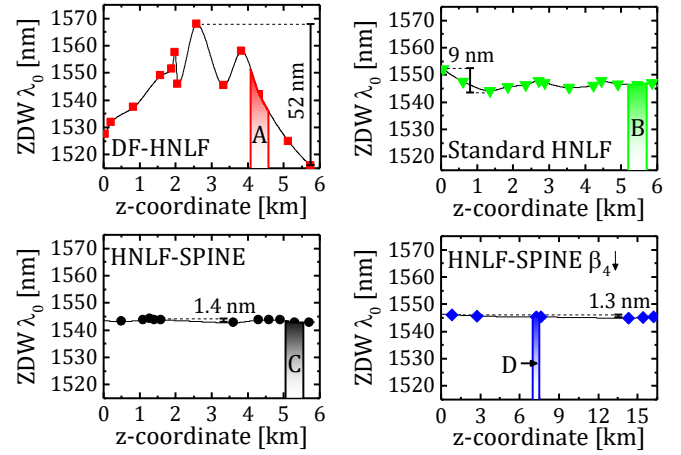 ZDW λ₀ [nm]
1570
1560
1550
1540
1530
1520
52 nm
A
DF-HNLF
0 1 2 3 4 5 6
z-coordinate [km]
ZDW λ₀ [nm]
1570
1560
1550
1540
1530
1520
9 nm
B
Standard HNLF
0 1 2 3 4 5 6
z-coordinate [km]
ZDW λ₀ [nm]
1570
1560
1550
1540
1530
1520
HNLF-SPINE
1.4 nm
C
0 1 2 3 4 5 6
z-coordinate [km]
ZDW λ₀ [nm]
1570
1560
1550
1540
1530
1520
HNLF-SPINE β₄↓
1.3 nm
D
0 3 6 9 12 15
z-coordinate [km]